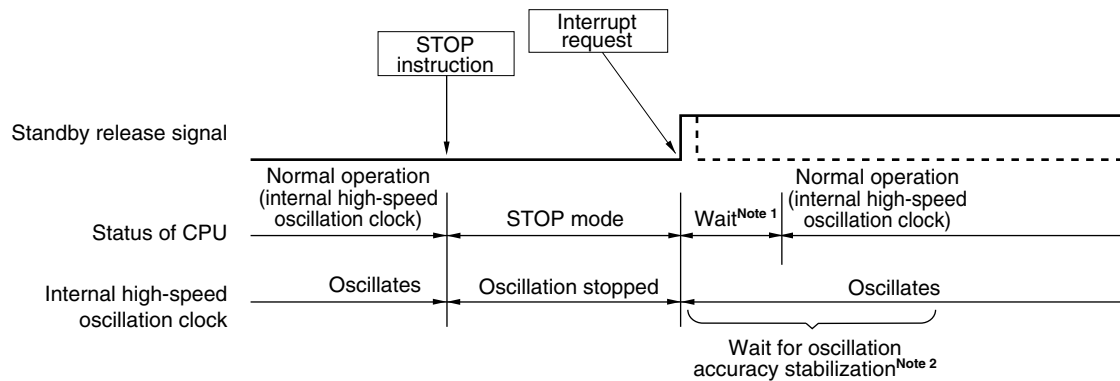 Interrupt
request
STOP
instruction
Standby release signal
Normal operation
(internal high-speed
oscillation clock)
Normal operation
(internal high-speed
oscillation clock)
Status of CPU
STOP mode
Wait Note 1
Internal high-speed
oscillation clock
Oscillates
Oscillation stopped
Oscillates
Wait for oscillation
accuracy stabilization Note 2